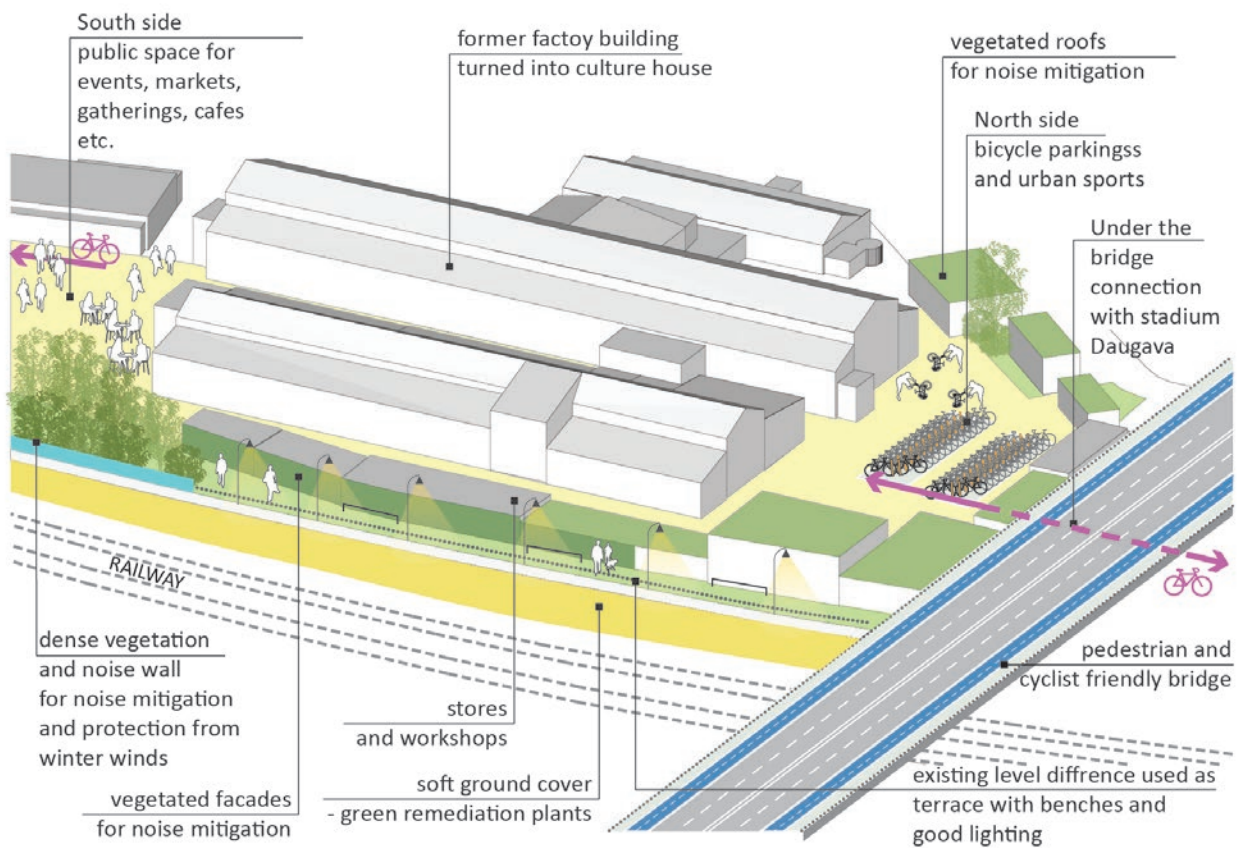 South side
public space for
events, markets,
gatherings, cafes
etc.
former factoy building
turned into culture house
vegetated roofs
for noise mitigation
North side
bicycle parkingss
and urban sports
Under the
bridge
connection
with stadium
Daugava
RAILWAY
dense vegetation
and noise wall
for noise mitigation
and protection from
winter winds
vegetated facades
for noise mitigation
stores
and workshops
soft ground cover
- green remediation plants
pedestrian and
cyclist friendly bridge
existing level diffrence used as
terrace with benches and
good lighting